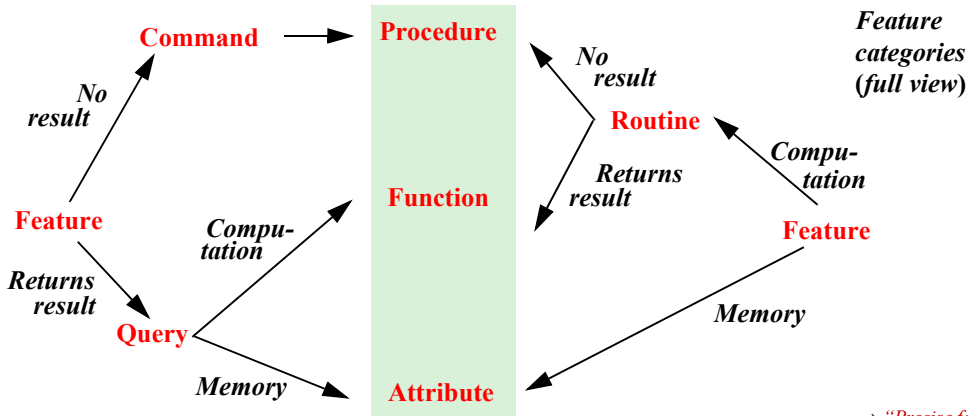 Command
Procedure
Feature
categories
(full view)
No
result
No
result
Routine
Compu-
tation
Returns
result
Function
Feature
Compu-
tation
Feature
Returns
result
Query
Memory
Memory
Attribute